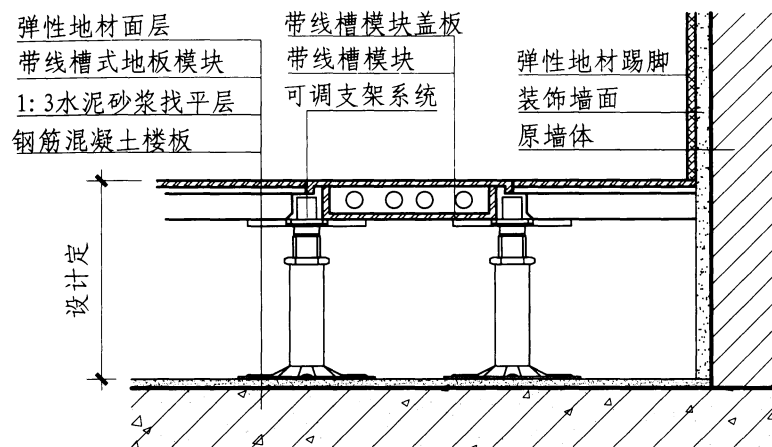 弹性地材面层
带线槽式地板模块
1:3水泥砂浆找平层
钢筋混凝土楼板
带线槽模块盖板
带线槽模块
可调支架系统
弹性地材踢脚
装饰墙面
原墙体
设计定